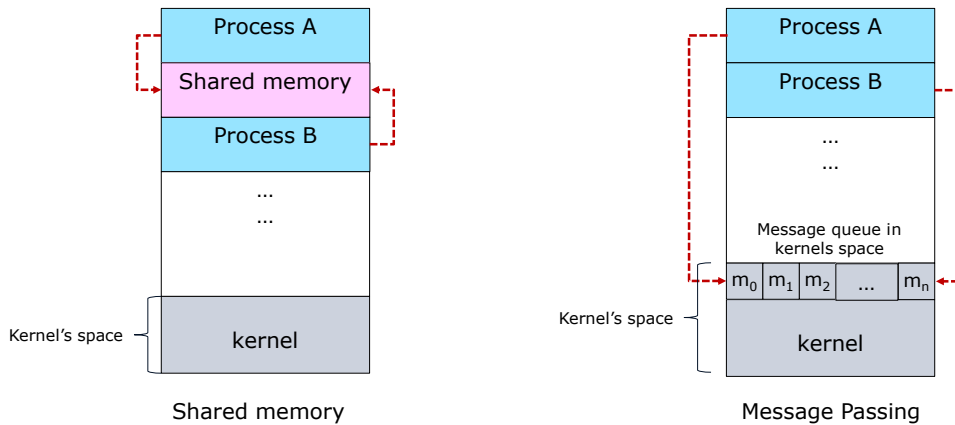 Process A
Shared memory
Process B
...
...
Kernel's space
kernel
Shared memory
Process A
Process B
...
...
Message queue in
kernels space
m0 m1 m2 ... mn
Kernel's space
kernel
Message Passing